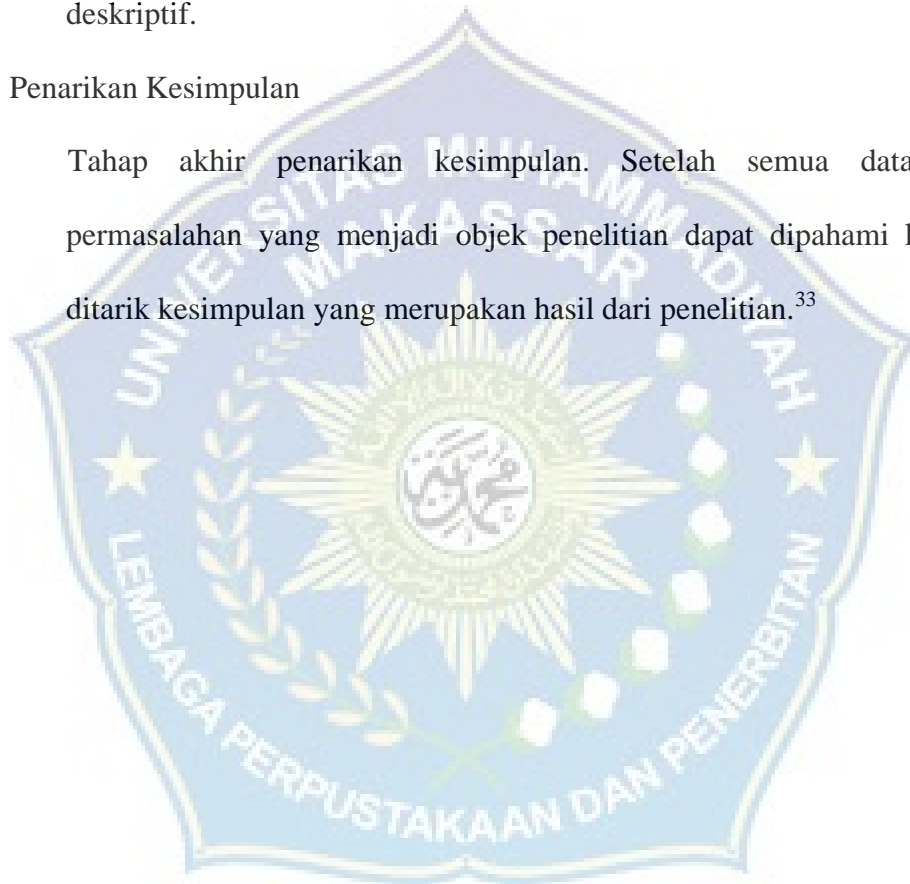 deskriptif.
Penarikan Kesimpulan
Tahap akhir penarikan kesimpulan. Setelah semua data
permasalahan yang menjadi objek penelitian dapat dipahami
ditarik kesimpulan yang merupakan hasil dari penelitian.33
UNIVERSITAS MUHAMMADIYAH
MAKASSAR
محمد
LEMBAGA PERPUSTAKAAN DAN PENERBITAN